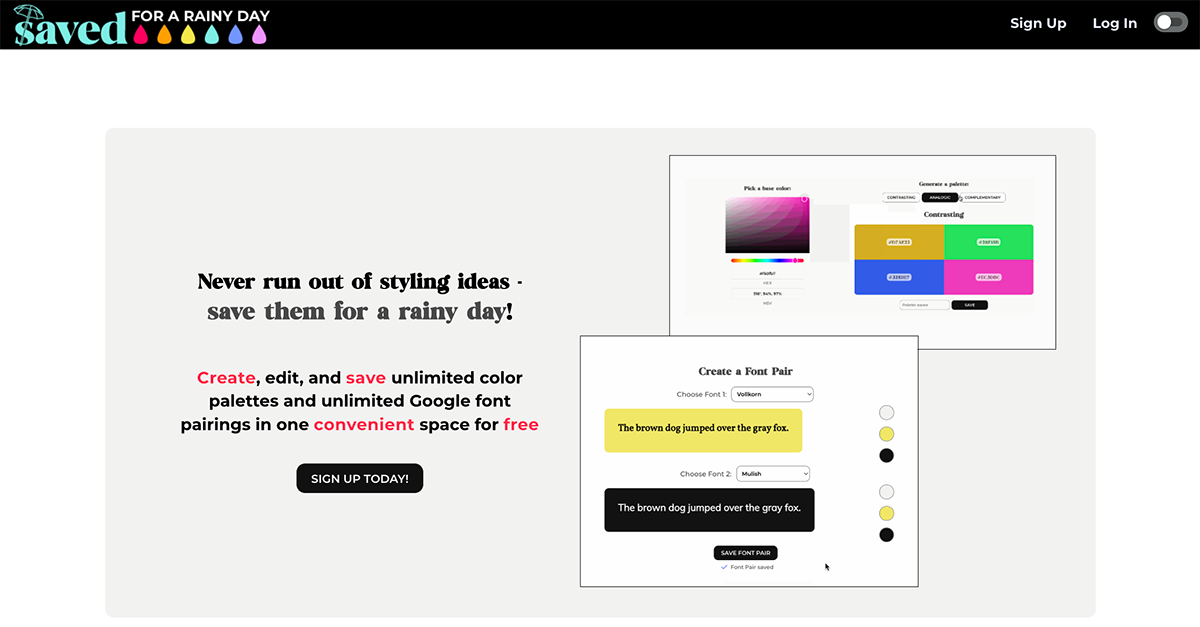 saved
FOR A RAINY DAY
Sign Up
Log In
Never run out of styling ideas -
save them for a rainy day!
Create, edit, and save unlimited color
palettes and unlimited Google font
pairings in one convenient space for free
SIGN UP TODAY!
Pick a base color:
HEX
HSV
Generate a palette:
CONTRASTING
ANALOGIC
COMPLEMENTARY
Contrasting
SAVE
Create a Font Pair
Choose Font 1: Vollkorn
The brown dog jumped over the gray fox.
Choose Font 2: Mulish
The brown dog jumped over the gray fox.
SAVE FONT PAIR
Font Pair saved